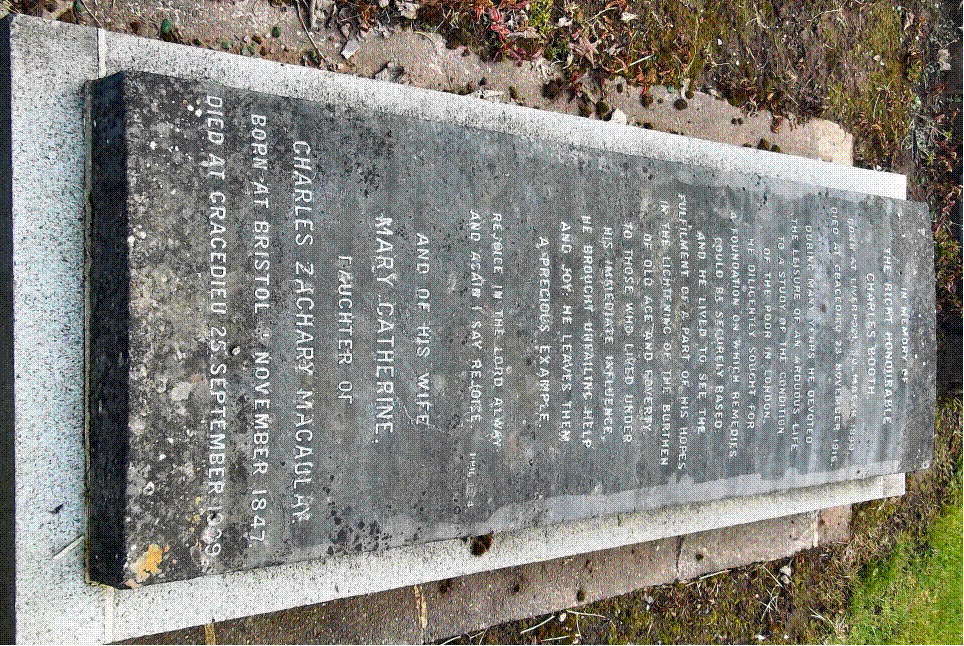 IN MEMORY OF
THE RIGHT HONOURABLE
CHARLES BOOTH
BORN AT LIVERPOOL 30 MARCH 1840
DIED AT GRACEDIEU 23 NOVEMBER 1916
DURING MANY YEARS HE DEVOTED
THE LEISURE OF AN ARDUOUS LIFE
TO A STUDY OF THE CONDITION
OF THE POOR IN LONDON.
HE DILIGENTLY SOUGHT FOR
A FOUNDATION ON WHICH REMEDIES
COULD BE SECURELY BASED
AND HE LIVED TO SEE THE
FULFILMENT OF A PART OF HIS HOPES
IN THE LIGHTENING OF THE BURTHEN
OF OLD AGE AND POVERTY.
TO THOSE WHO LIVED UNDER
HIS IMMEDIATE INFLUENCE,
HE BROUGHT UNFAILING HELP
AND JOY. HE LEAVES THEM
A PRECIOUS EXAMPLE.
REJOICE IN THE LORD ALWAY
AND AGAIN I SAY REJOICE
AND OF HIS WIFE
MARY CATHERINE.
DAUGHTER OF
CHARLES ZACHARY MACAULAY.
BORN AT BRISTOL NOVEMBER 1847
DIED AT GRACEDIEU 25 SEPTEMBER 1939